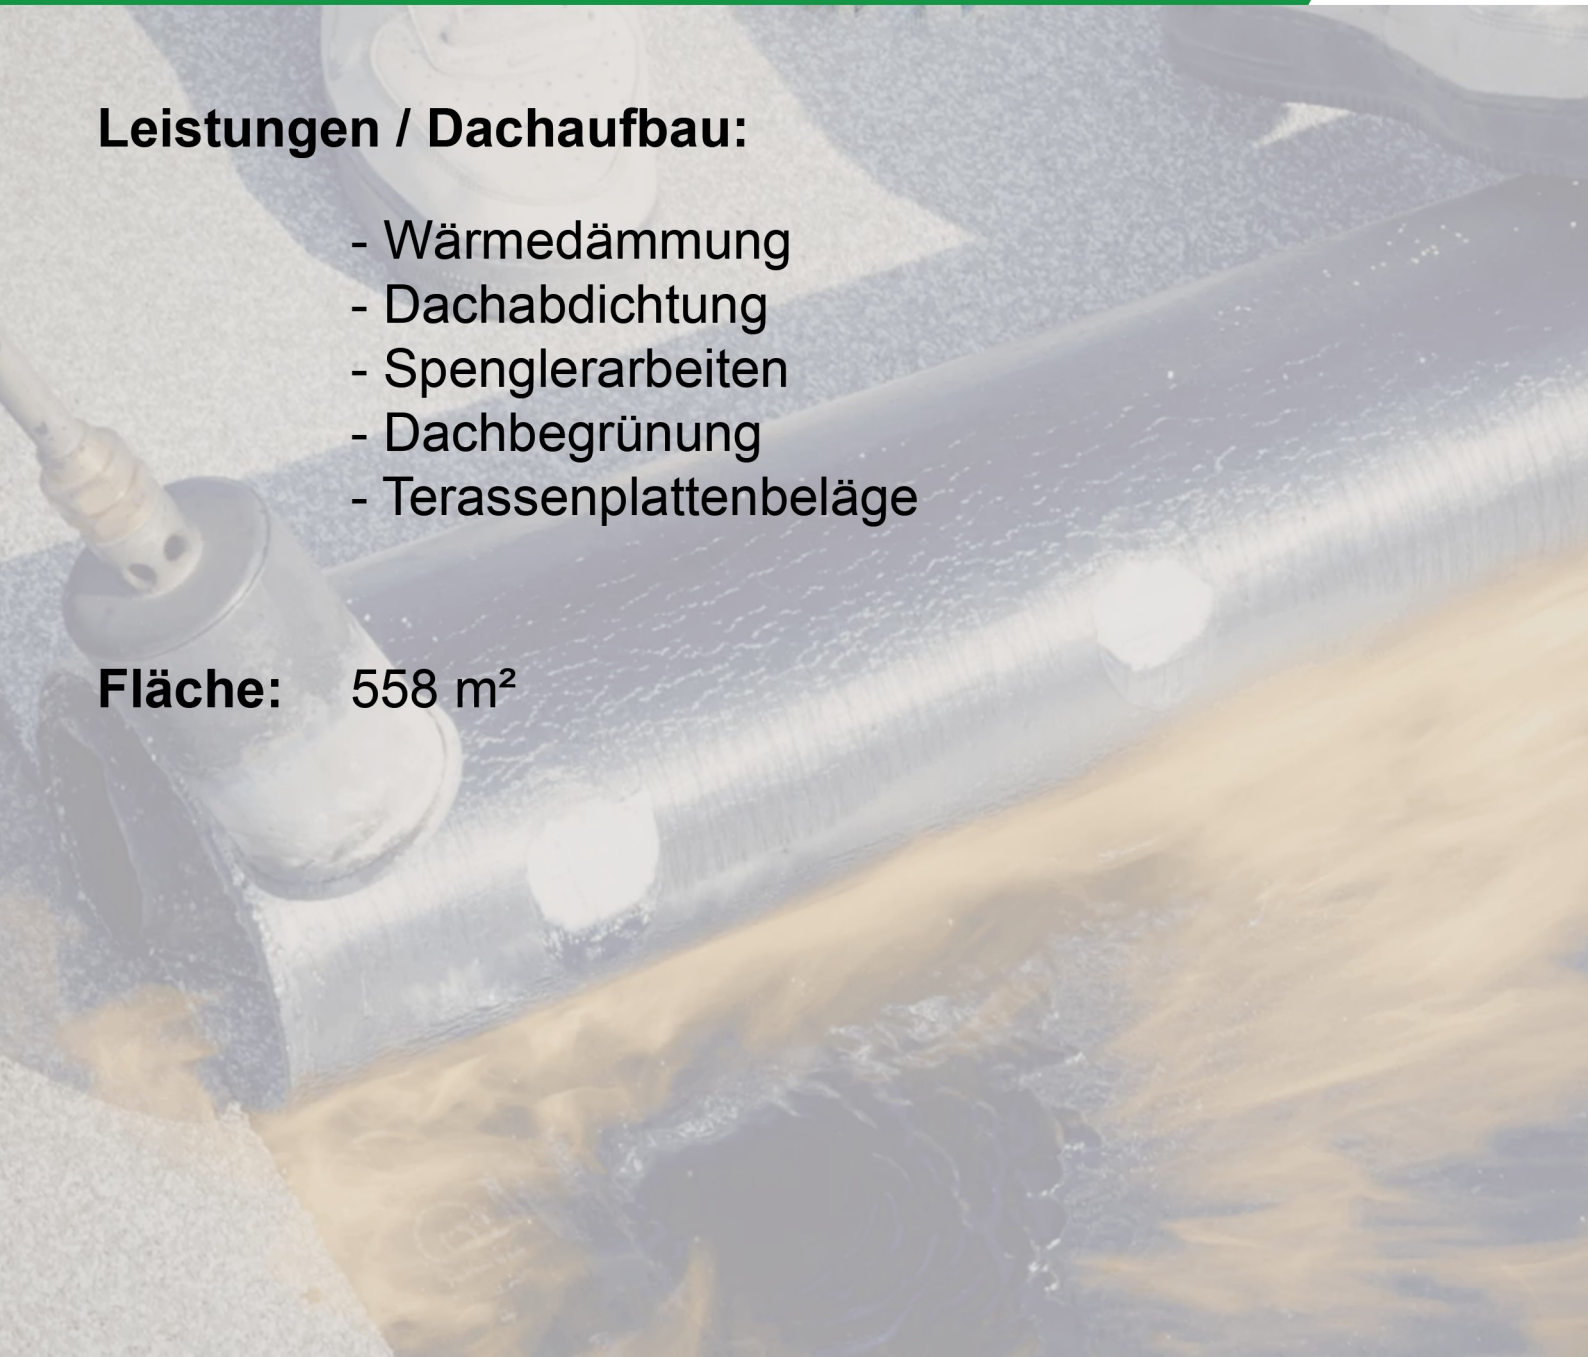 Leistungen / Dachaufbau:
- Wärmedämmung
- Dachabdichtung
- Spenglerarbeiten
- Dachbegrünung
- Terassenplattenbeläge
Fläche: 558 m²